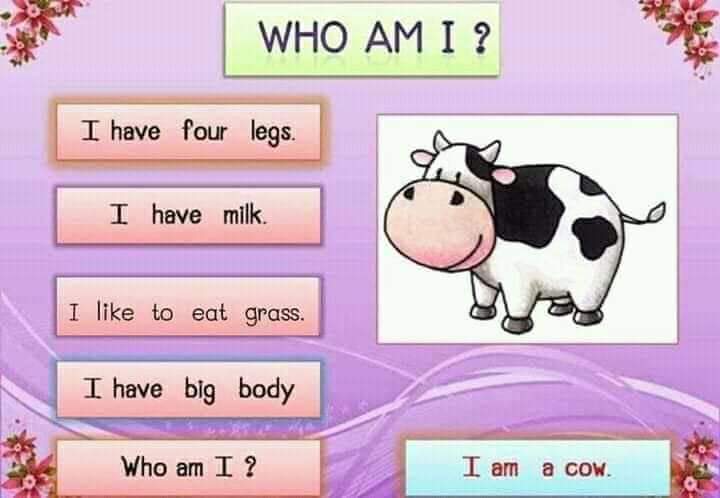 WHO AM I ?
I have four legs.
I have milk.
I like to eat grass.
I have big body
Who am I ?
I am a cow.